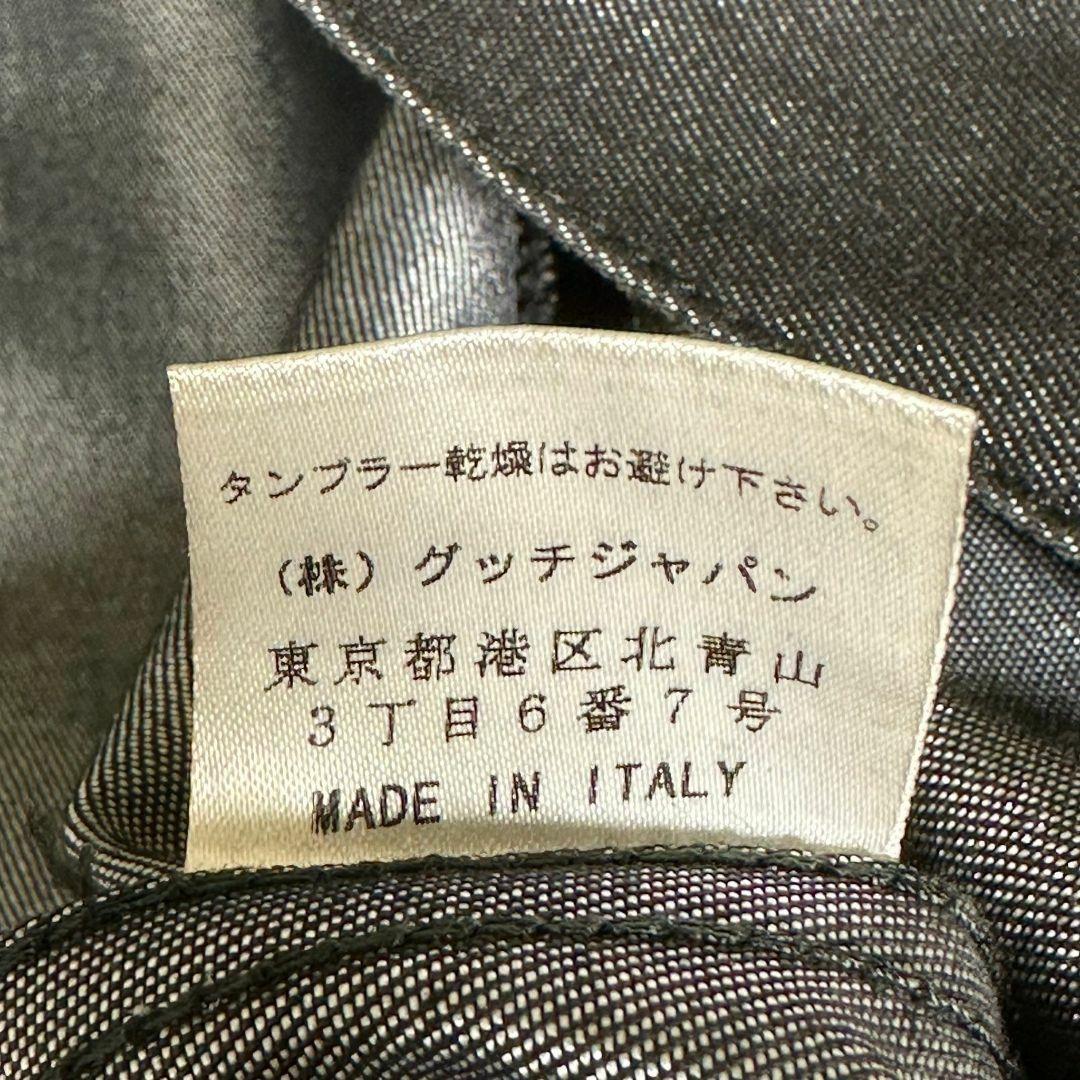 タンブラー乾燥はお避け下さい。
（株）グッチジャパン
東京都港区北青山
3丁目6番7号
MADE IN ITALY